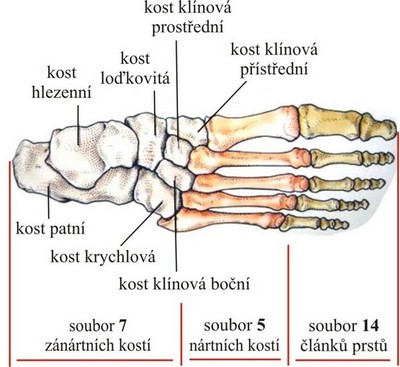 kost klínová
prostřední
kost klínová
přístřední
kost
loďkovitá
kost
hlezenní
kost patní
kost krychlová
kost klínová boční
soubor 7
zánártních kostí
soubor 5
nártních kostí
soubor 14
článků prstů